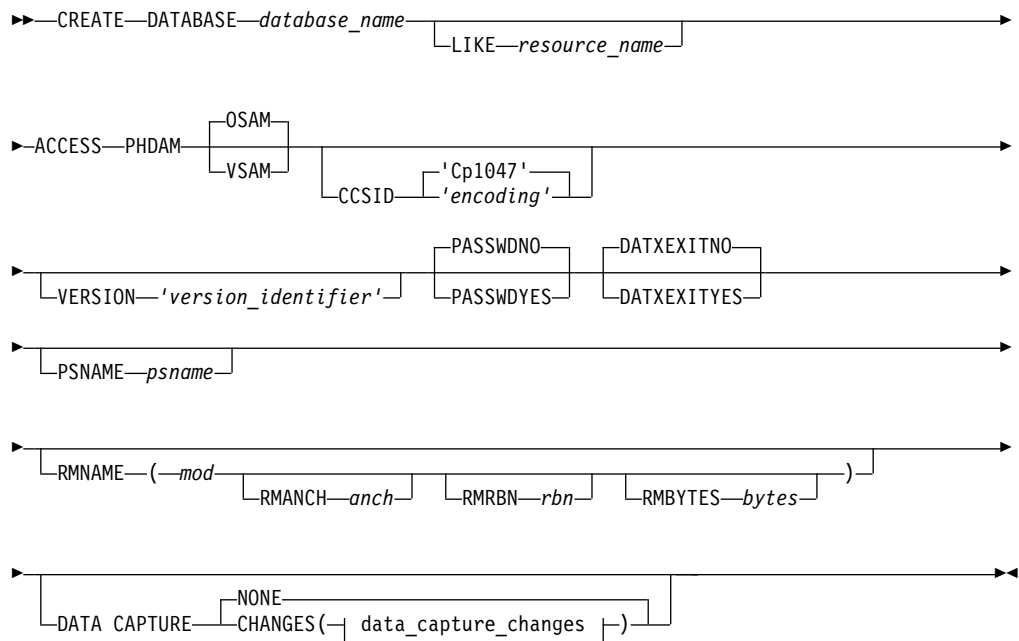 CREATE DATABASE database_name
LIKE resource_name
OSAM
ACCESS PHDAM
VSAM
'Cp1047'
CCSID 'encoding'
PASSWDNO DATXEXITNO
VERSION 'version_identifier' PASSWDYES DATXEXITYES
PSNAME psname
RMNAME ( mod )
RMANCH anch RMRBN rbn RMBYTES bytes
NONE
DATA CAPTURE CHANGES( data_capture_changes )